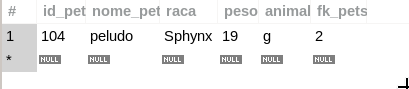 # id_pet nome_pet raca peso animal fk_pets
1 104 peludo Sphynx 19 g 2
* NULL NULL NULL NULL NULL NULL